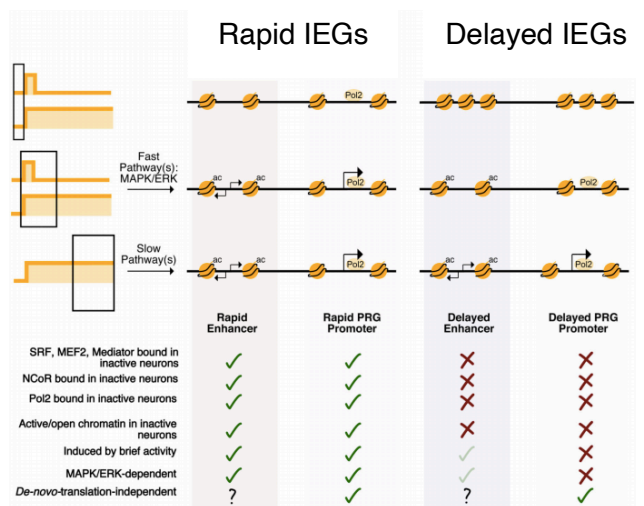 Rapid IEGs
Delayed IEGs
Pol2
Fast
Pathway(s):
MAPK/ERK
ac
ac
Pol2
ac
ac
Pol2
Slow
Pathway(s)
ac
ac
Pol2
ac
ac
Pol2
Rapid
Enhancer
Rapid PRG
Promoter
Delayed
Enhancer
Delayed PRG
Promoter
SRF, MEF2, Mediator bound in
inactive neurons
✓ ✓ ✗ ✗
NCoR bound in inactive neurons
✓ ✓ ✗ ✗
Pol2 bound in inactive neurons
✓ ✓ ✗ ✗
Active/open chromatin in inactive
neurons
✓ ✓ ✗ ✗
Induced by brief activity
✓ ✓ ✓ ✗
MAPK/ERK-dependent
✓ ✓ ✓ ✗
De-novo-translation-independent
? ✓ ? ✓